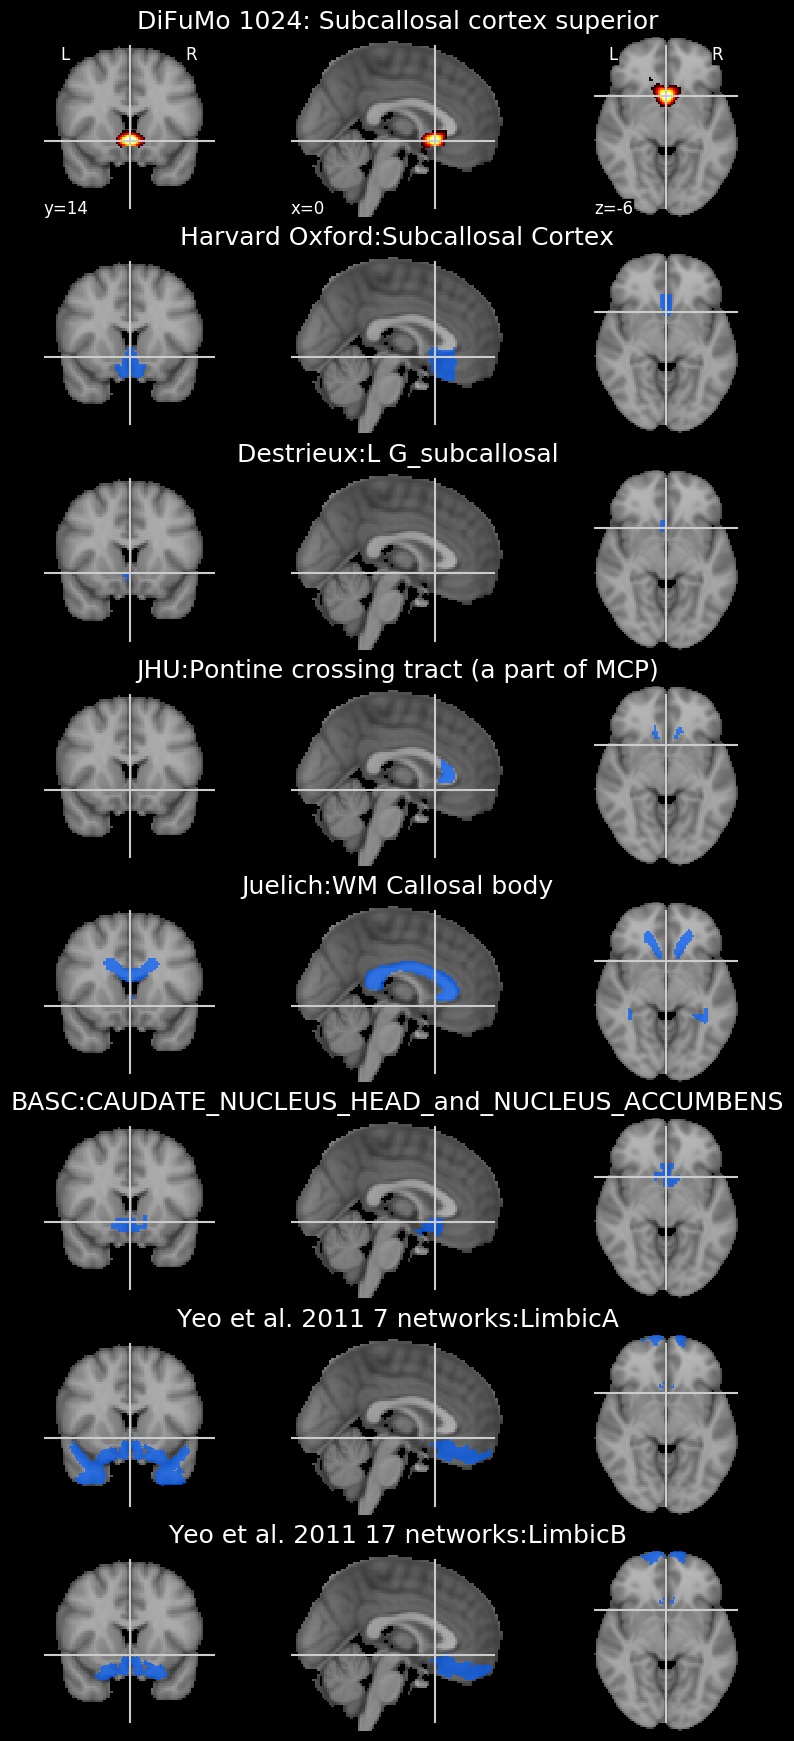 DiFuMo 1024: Subcallosal cortex superior
L R L R
y=14 x=0 z=-6
Harvard Oxford:Subcallosal Cortex
Destrieux:L G_subcallosal
JHU:Pontine crossing tract (a part of MCP)
Juelich:WM Callosal body
BASC:CAUDATE_NUCLEUS_HEAD_and_NUCLEUS_ACCUMBENS
Yeo et al. 2011 7 networks:LimbicA
Yeo et al. 2011 17 networks:LimbicB